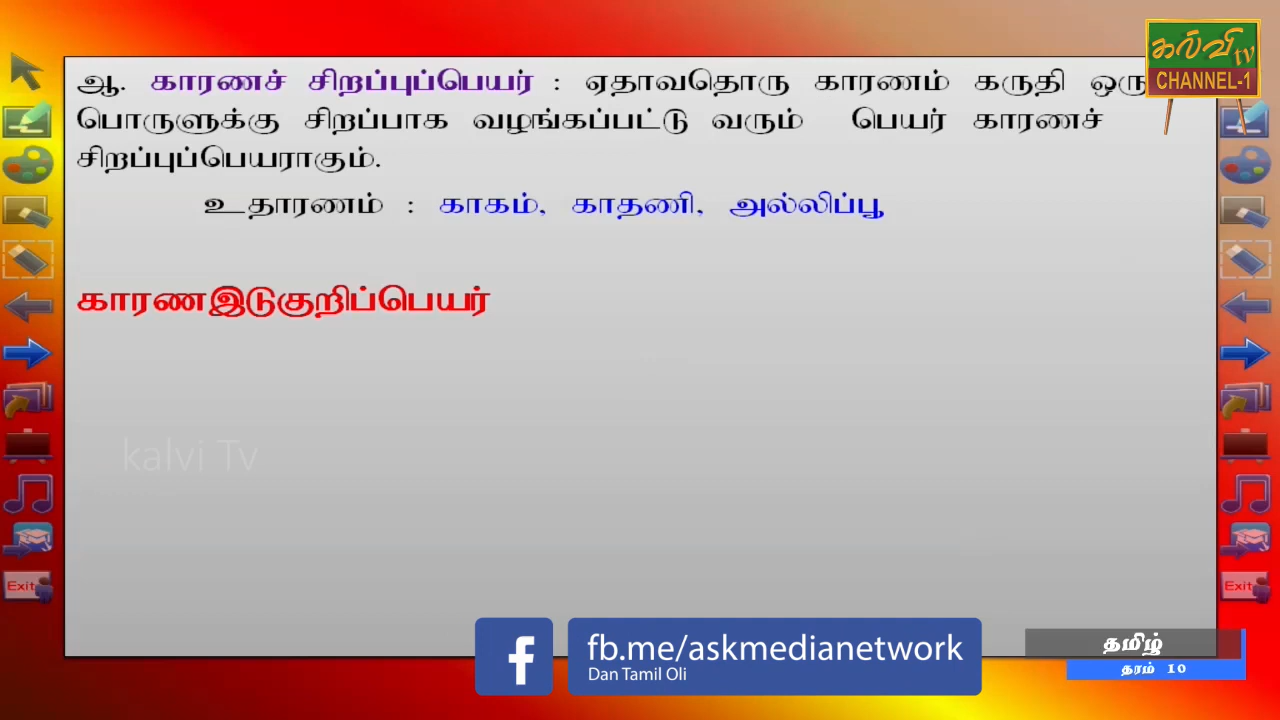 கல்வி tv
CHANNEL-1
ஆ. காரணச் சிறப்புப்பெயர் : ஏதாவதொரு காரணம் கருதி ஒரு
பொருளுக்கு சிறப்பாக வழங்கப்பட்டு வரும் பெயர் காரணச்
சிறப்புப்பெயராகும்.
உதாரணம் : காகம், காதணி, அல்லிப்பூ
காரணஇடுகுறிப்பெயர்
kalvi Tv
Exit
Exit
fb.me/askmedianetwork
Dan Tamil Oli
தமிழ்
தரம் 10